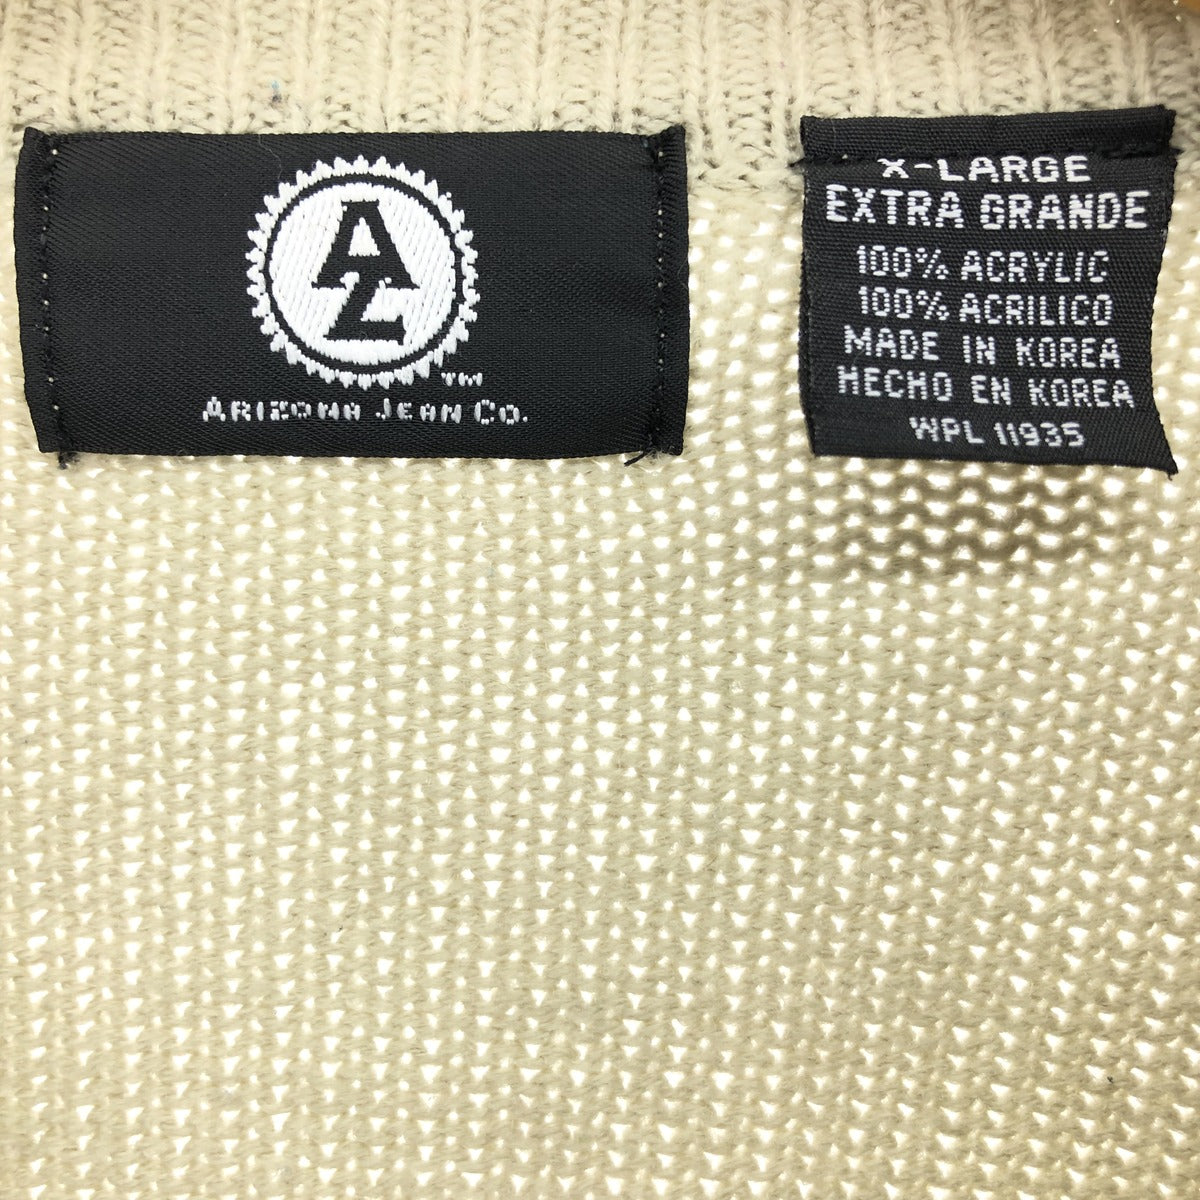 AZ
™
ARIZONA JEAN CO.
X-LARGE
EXTRA GRANDE
100% ACRYLIC
100% ACRILICO
MADE IN KOREA
HECHO EN KOREA
WPL 11935